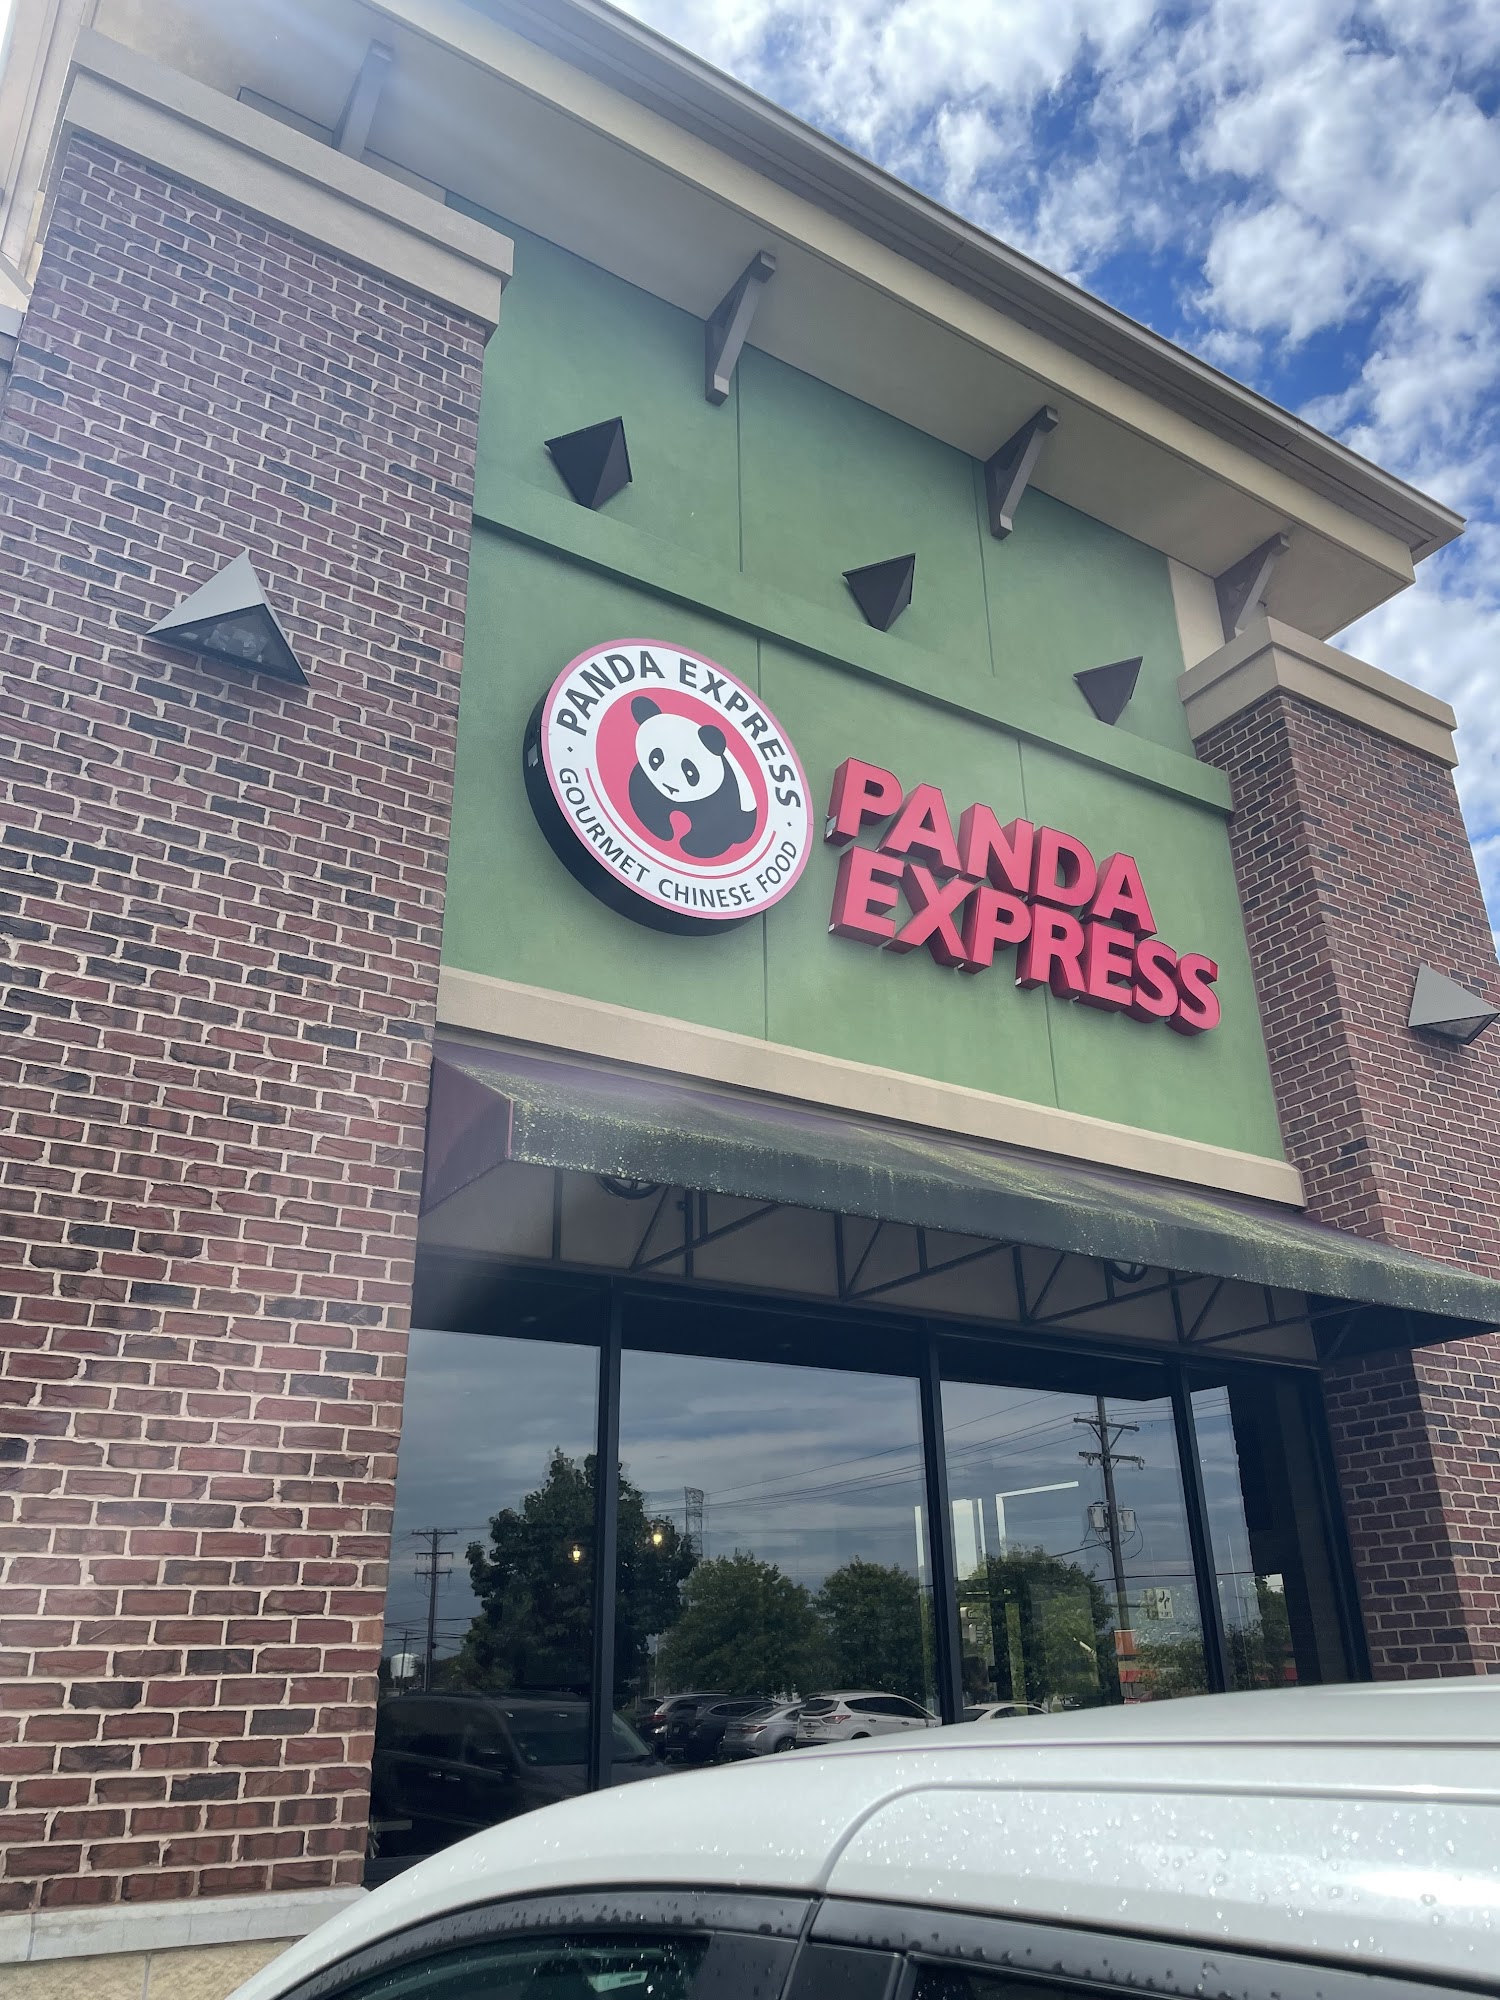 PANDA EXPRESS
· GOURMET CHINESE FOOD ·
PANDA
EXPRESS